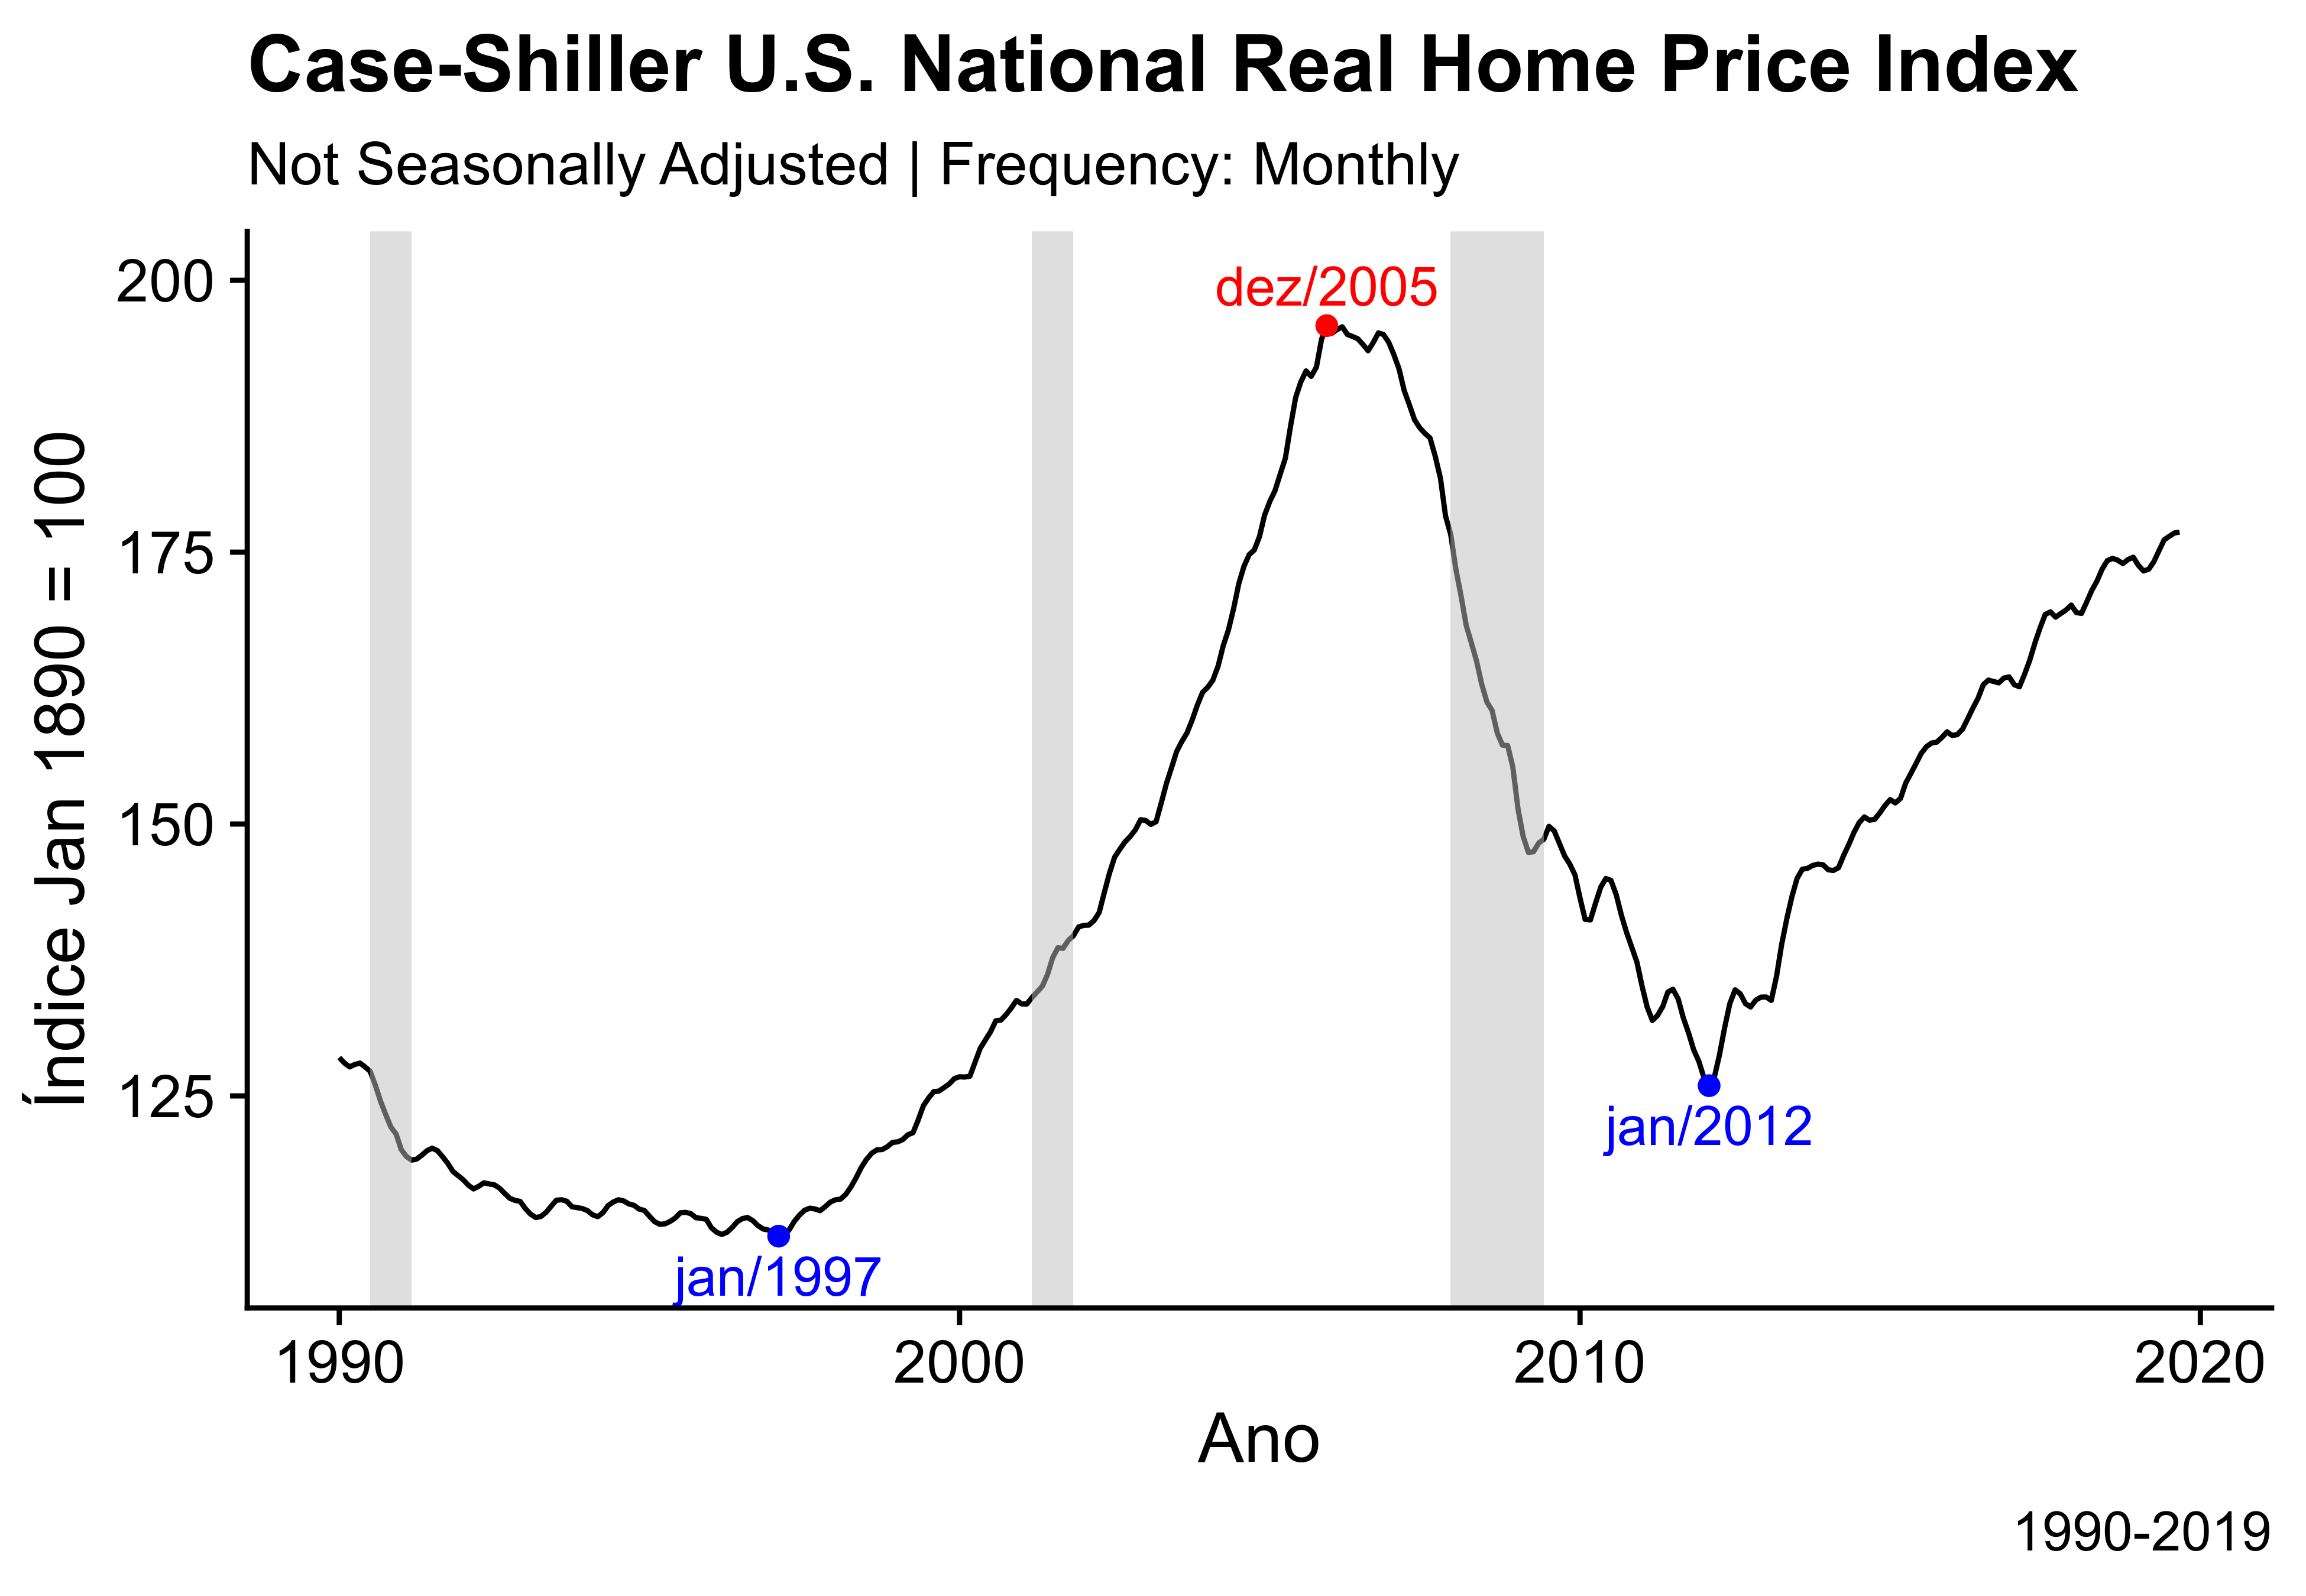 Case-Shiller U.S. National Real Home Price Index
Not Seasonally Adjusted | Frequency: Monthly
Índice Jan 1890 = 100
200
175
150
125
dez/2005
jan/2012
jan/1997
1990
2000
2010
2020
Ano
1990-2019